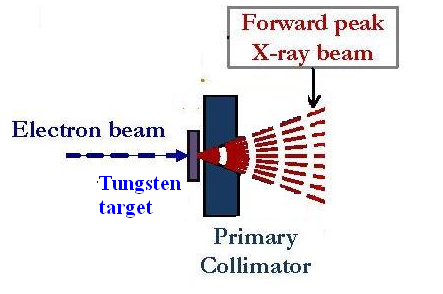 Forward peak
X-ray beam
Electron beam
Tungsten
target
Primary
Collimator